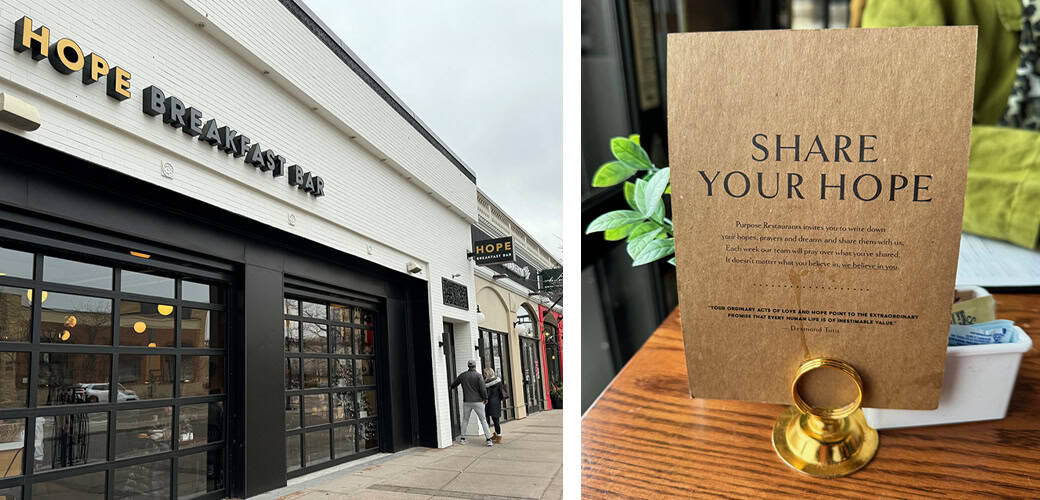 HOPE BREAKFAST BAR
HOPE
BREAKFAST BAR
SHARE
YOUR HOPE
Purpose Restaurants invites you to write down
your hopes, prayers and dreams and share them with us.
Each week our team will pray over what you've shared.
It doesn't matter what you believe in, we believe in you.
"YOUR ORDINARY ACTS OF LOVE AND HOPE POINT TO THE EXTRAORDINARY
PROMISE THAT EVERY HUMAN LIFE IS OF INESTIMABLE VALUE."
– Desmond Tutu